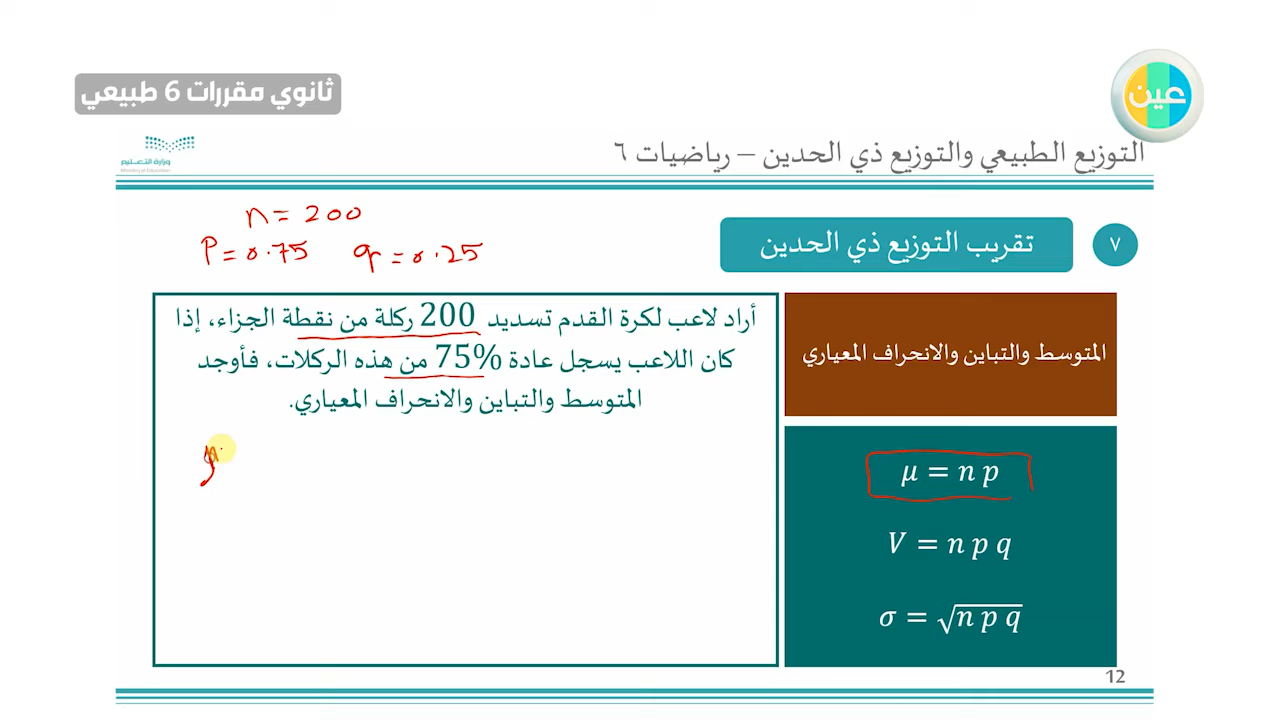 ثانوي مقررات 6 طبيعي
عين
وزارة التعليم
Ministry of Education
التوزيع الطبيعي والتوزيع ذي الحدين – رياضيات ٦
n = 200
P = 0.75 q = 0.25
٧
تقريب التوزيع ذي الحدين
المتوسط والتباين والانحراف المعياري
أراد لاعب لكرة القدم تسديد 200 ركلة من نقطة الجزاء، إذا
كان اللاعب يسجل عادة 75% من هذه الركلات، فأوجد
المتوسط والتباين والانحراف المعياري.
μ = n p
V = n p q
σ = √n p q
12